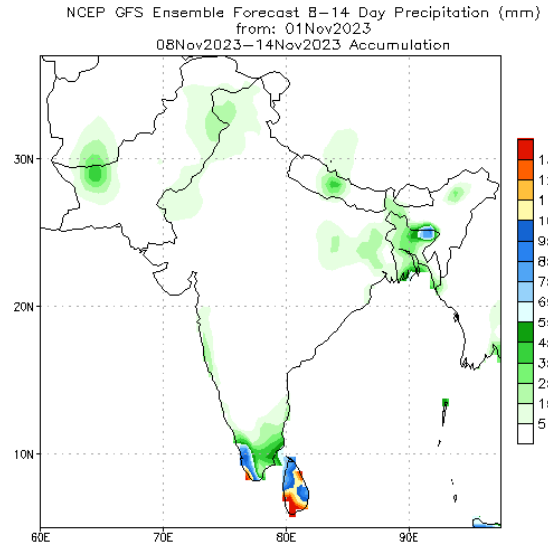 NCEP GFS Ensemble Forecast 8-14 Day Precipitation (mm)
from: 01Nov2023
08Nov2023-14Nov2023 Accumulation
30N
20N
10N
60E
70E
80E
90E
5